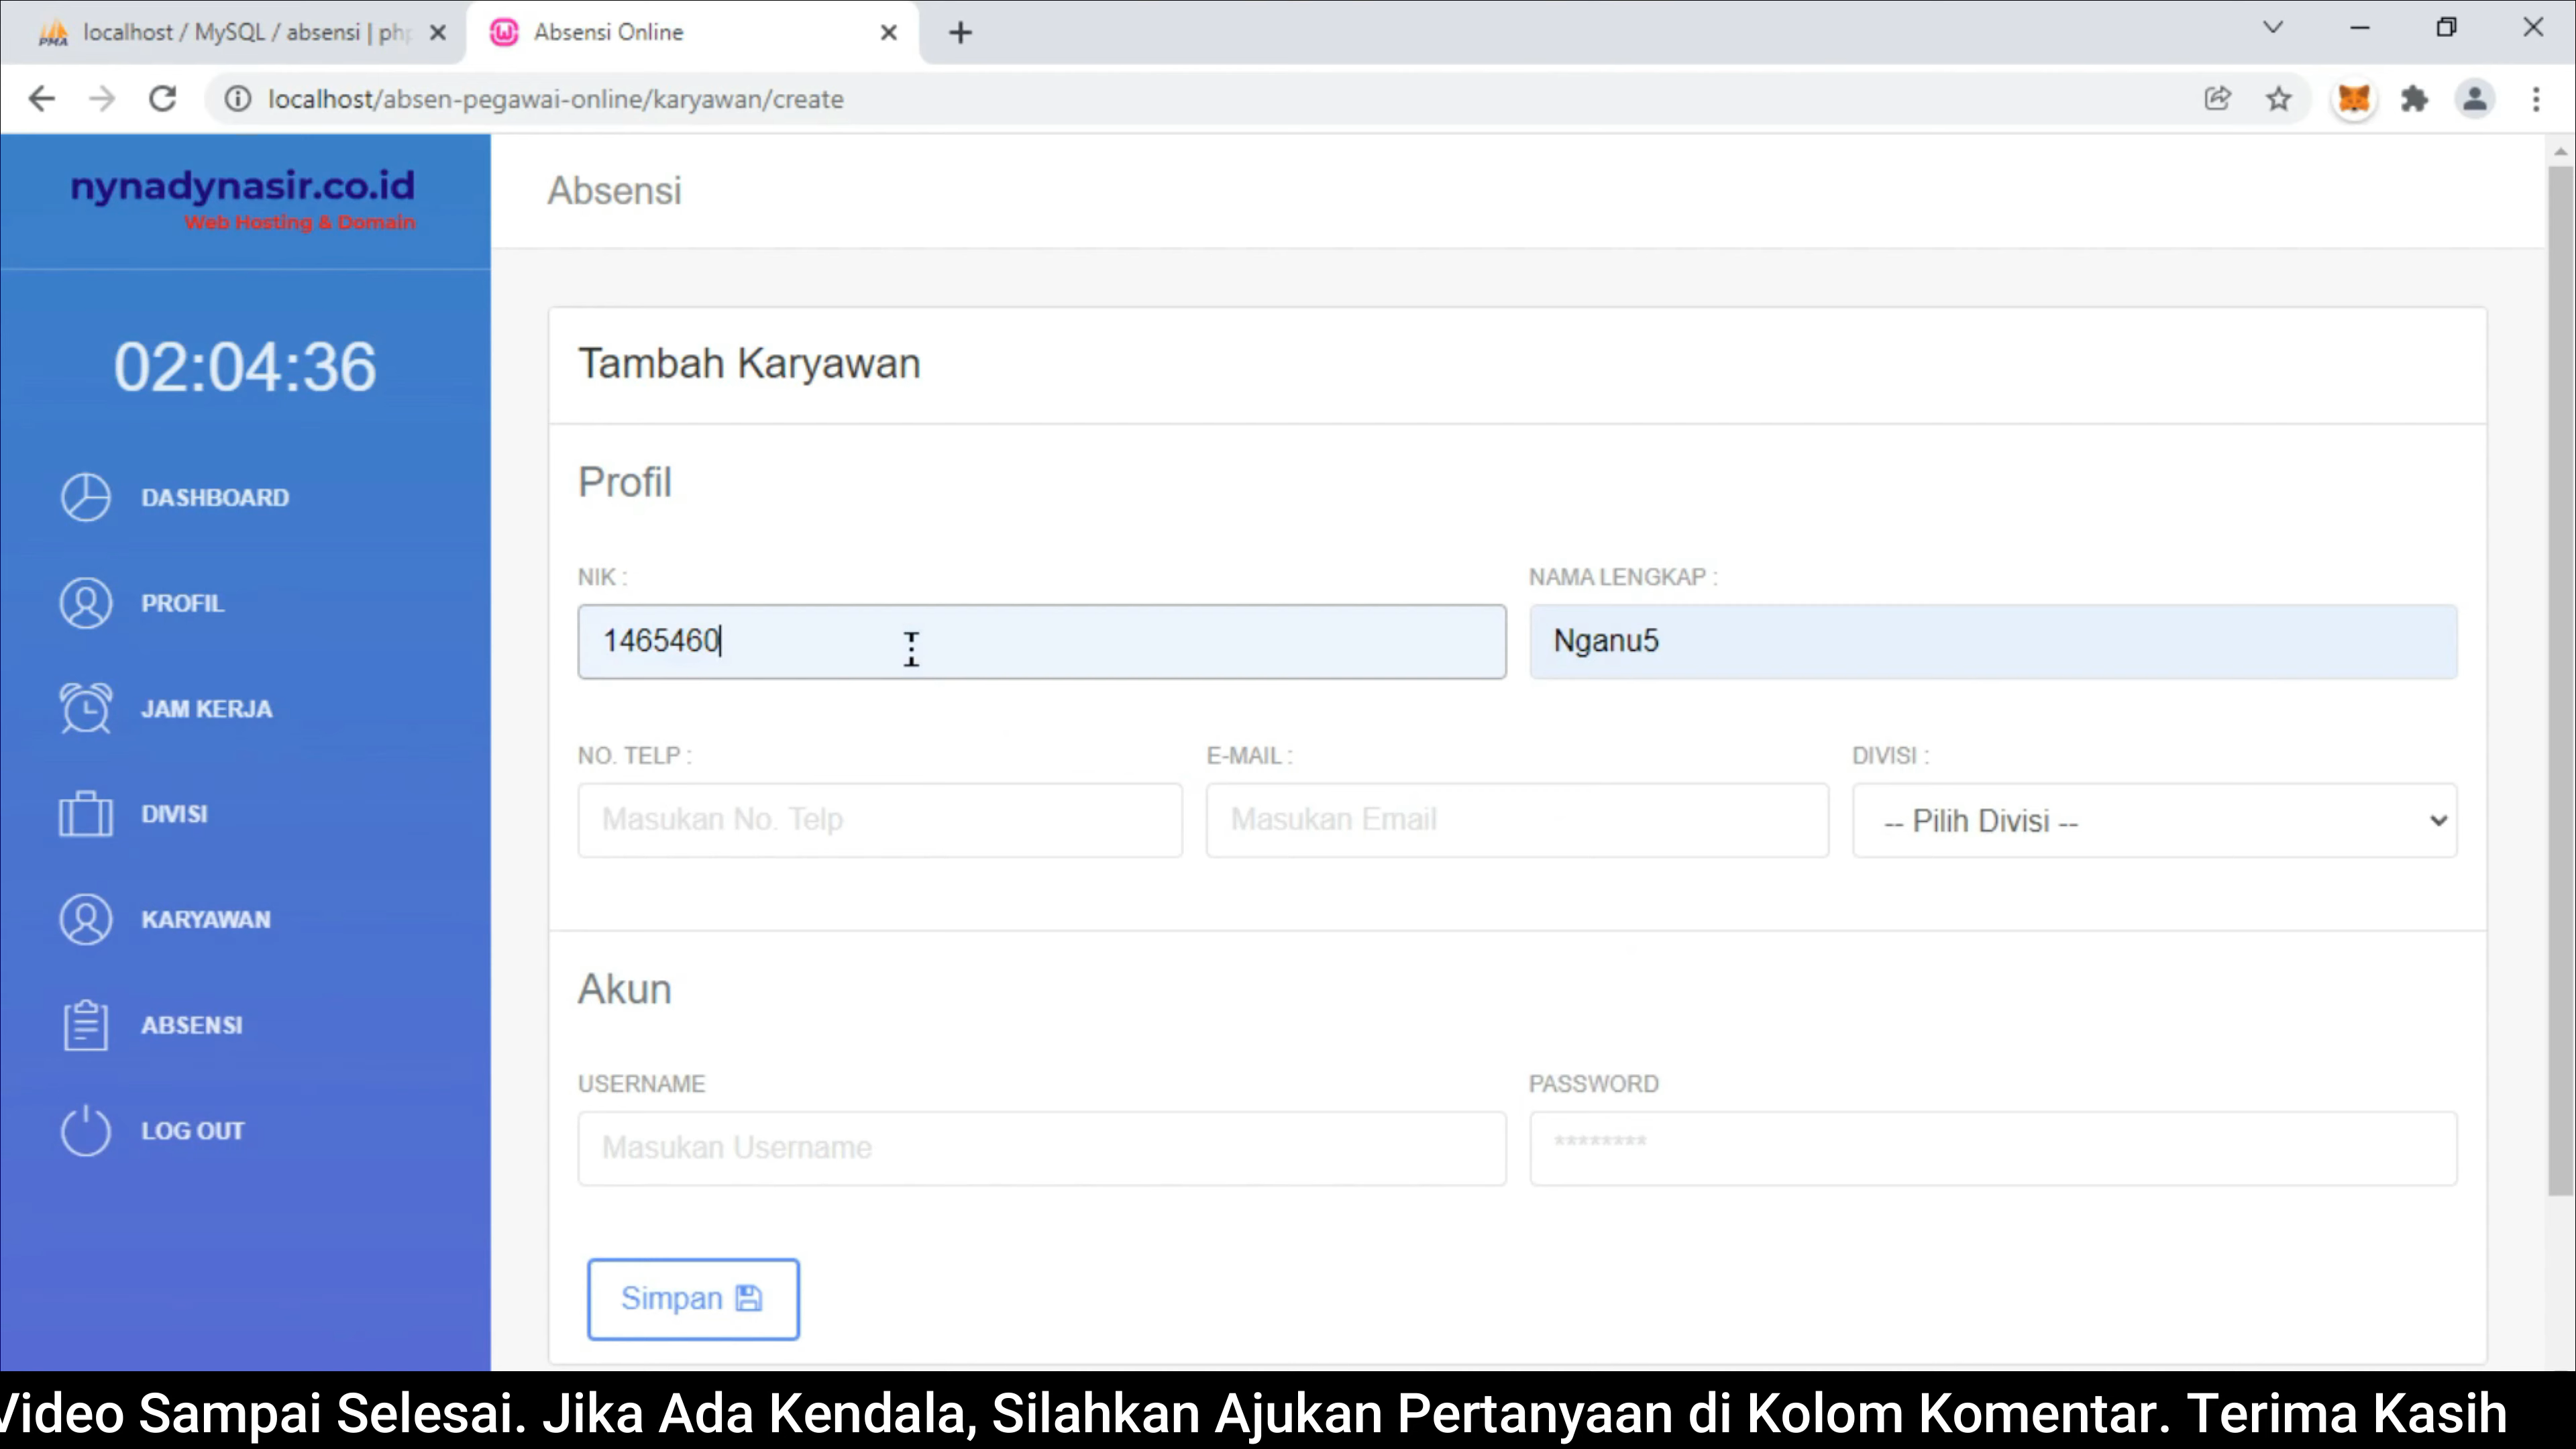 localhost / MySQL / absensi | php
Absensi Online
localhost/absen-pegawai-online/karyawan/create
nynadynasir.co.id
Web Hosting & Domain
02:04:36
DASHBOARD
PROFIL
JAM KERJA
DIVISI
KARYAWAN
ABSENSI
LOG OUT
Absensi
Tambah Karyawan
Profil
NIK :
NAMA LENGKAP :
1465460
Nganu5
NO. TELP :
E-MAIL :
DIVISI :
Masukan No. Telp
Masukan Email
-- Pilih Divisi --
Akun
USERNAME
PASSWORD
Masukan Username
********
Simpan
Video Sampai Selesai. Jika Ada Kendala, Silahkan Ajukan Pertanyaan di Kolom Komentar. Terima Kasih